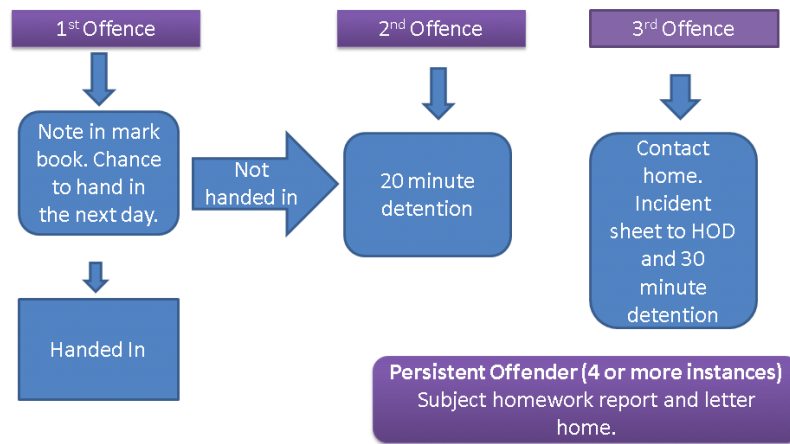 1st Offence
Note in mark
book. Chance
to hand in
the next day.
Handed In
Not
handed in
2nd Offence
20 minute
detention
3rd Offence
Contact
home.
Incident
sheet to HOD
and 30
minute
detention
Persistent Offender (4 or more instances)
Subject homework report and letter
home.